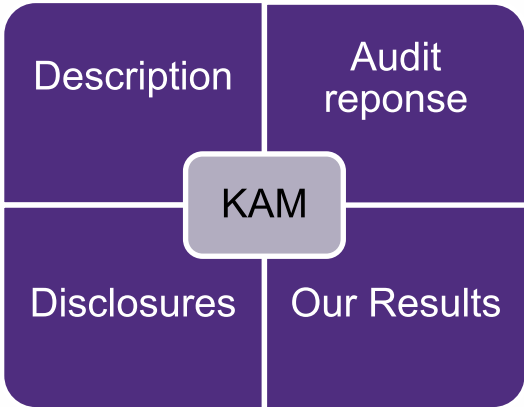 Description
Audit
reponse
KAM
Disclosures
Our Results